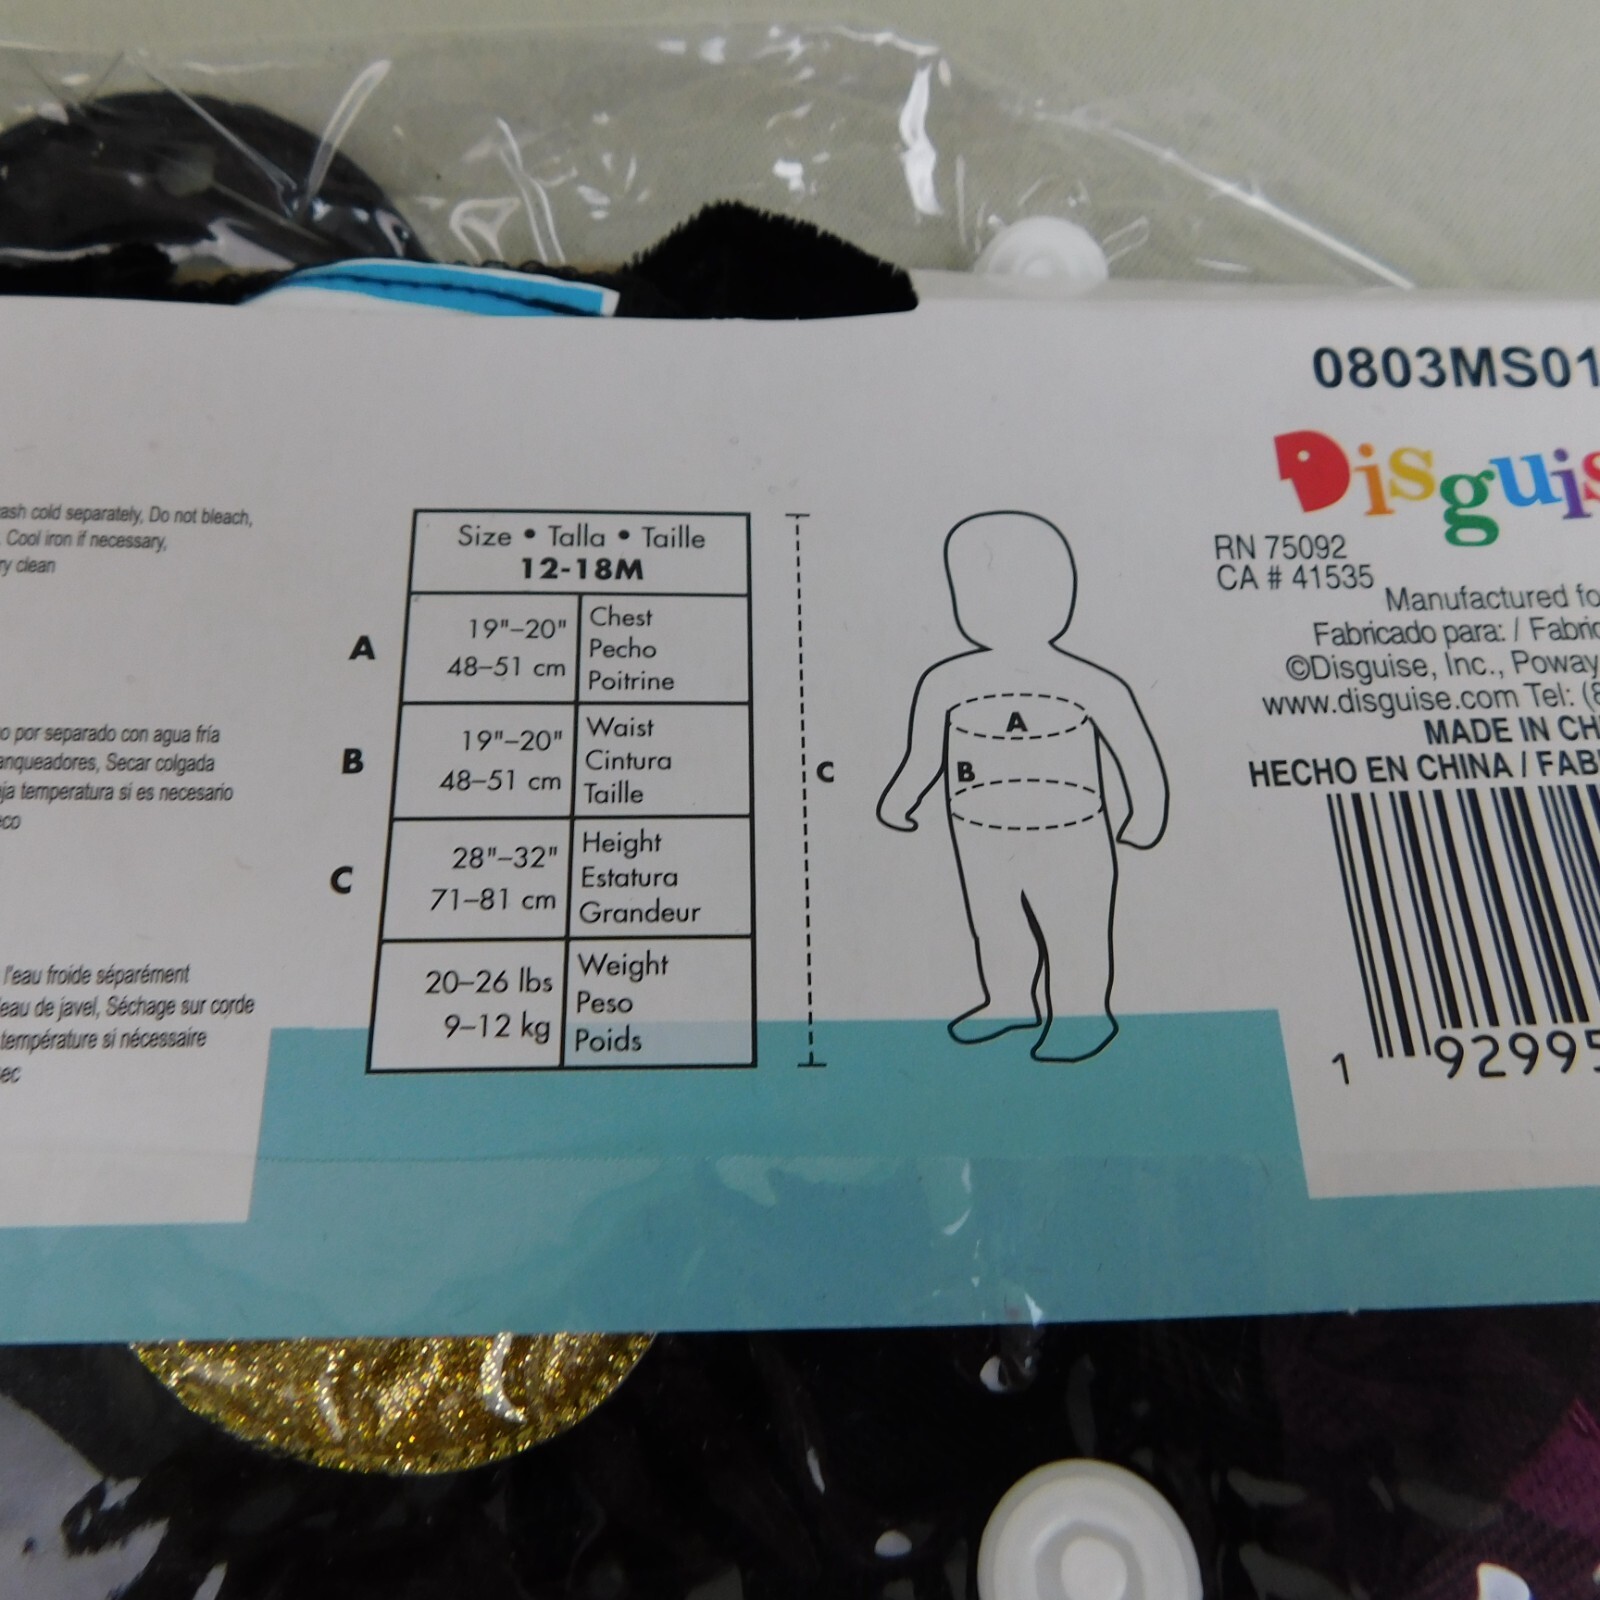 0803MS01
Disguis
RN 75092
CA # 41535
Manufactured fo
Fabricado para: / Fabric
©Disguise, Inc., Poway
www.disguise.com Tel: (8
MADE IN CH
HECHO EN CHINA / FAB
1 92995
ash cold separately, Do not bleach,
Cool iron if necessary,
ry clean
o por separado con agua fría
anqueadores, Secar colgada
ja temperatura si es necesario
eco
l'eau froide séparément
eau de javel, Séchage sur corde
température si nécessaire
ec
Size • Talla • Taille
12-18M
A
19"–20"
48–51 cm
Chest
Pecho
Poitrine
B
19"–20"
48–51 cm
Waist
Cintura
Taille
C
28"–32"
71–81 cm
Height
Estatura
Grandeur
20–26 lbs
9–12 kg
Weight
Peso
Poids
C
A
B